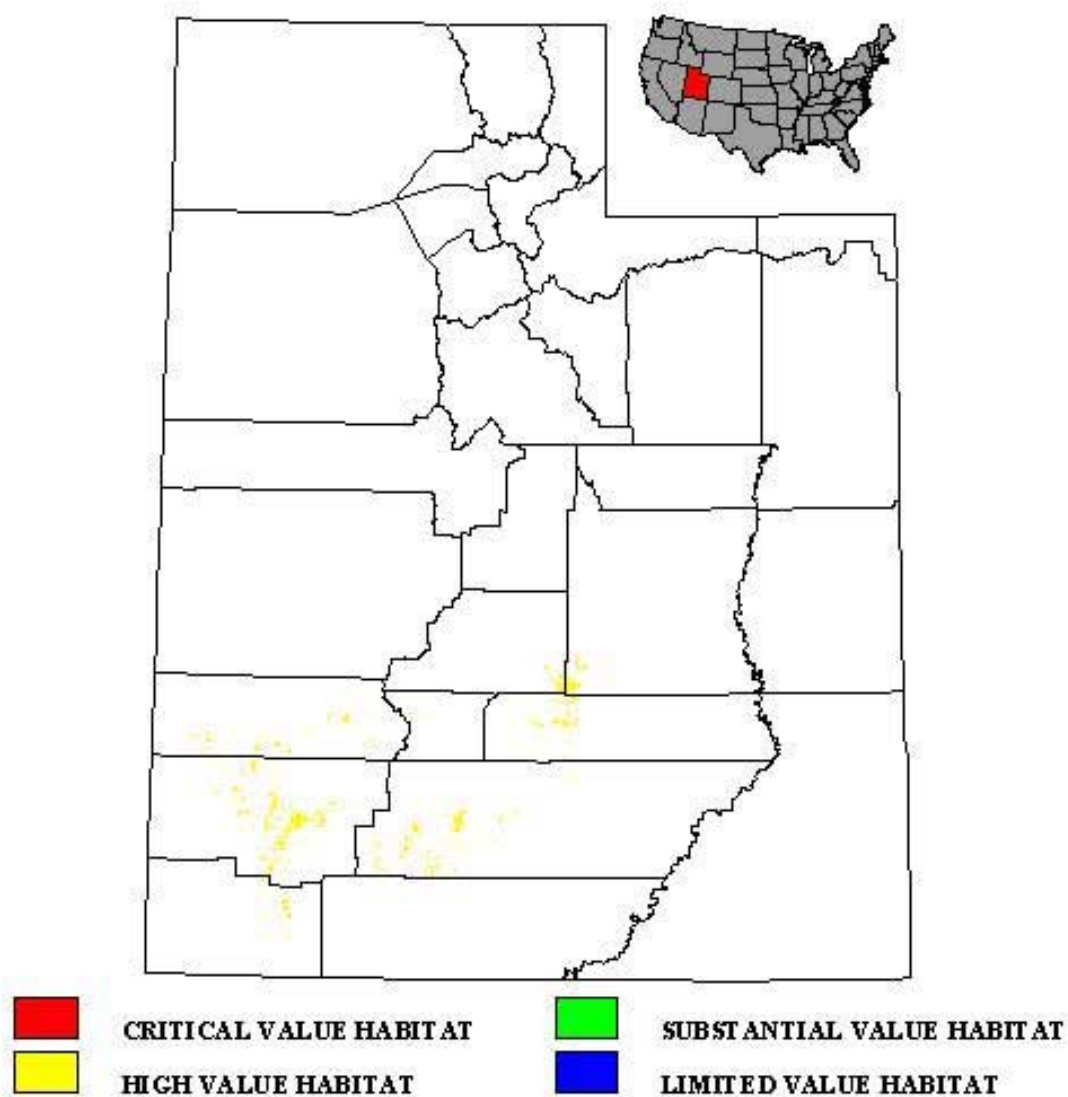 CRITICAL VALUE HABITAT
SUBSTANTIAL VALUE HABITAT
HIGH VALUE HABITAT
LIMITED VALUE HABITAT